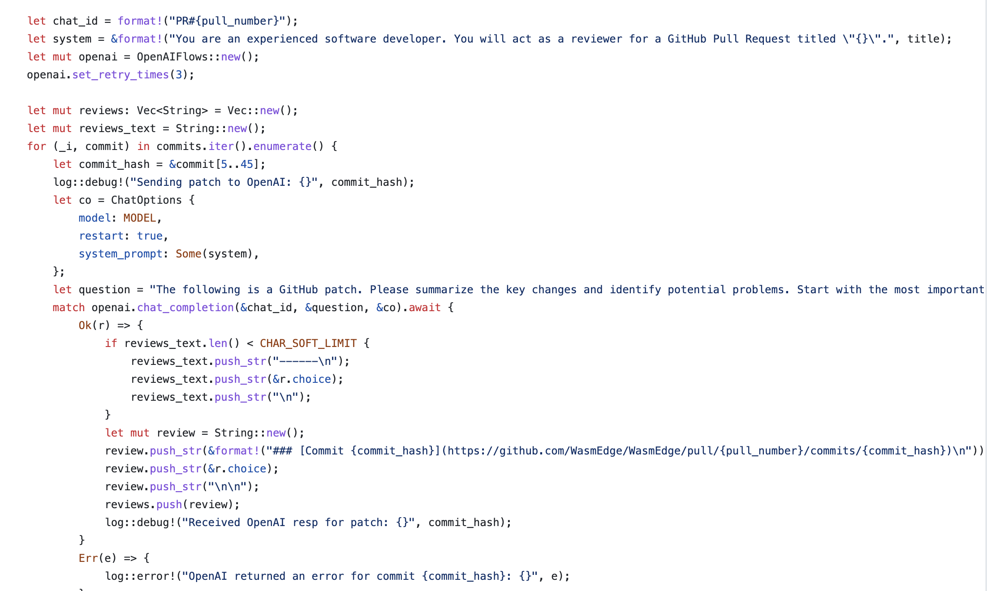 let chat_id = format!("PR#{pull_number}");
let system = &format!("You are an experienced software developer. You will act as a reviewer for a GitHub Pull Request titled \"{}\".", title);
let mut openai = OpenAIFlows::new();
openai.set_retry_times(3);

let mut reviews: Vec<String> = Vec::new();
let mut reviews_text = String::new();
for (_i, commit) in commits.iter().enumerate() {
    let commit_hash = &commit[5..45];
    log::debug!("Sending patch to OpenAI: {}", commit_hash);
    let co = ChatOptions {
        model: MODEL,
        restart: true,
        system_prompt: Some(system),
    };
    let question = "The following is a GitHub patch. Please summarize the key changes and identify potential problems. Start with the most important
    match openai.chat_completion(&chat_id, &question, &co).await {
        Ok(r) => {
            if reviews_text.len() < CHAR_SOFT_LIMIT {
                reviews_text.push_str("------\n");
                reviews_text.push_str(&r.choice);
                reviews_text.push_str("\n");
            }
            let mut review = String::new();
            review.push_str(&format!("### [Commit {commit_hash}](https://github.com/WasmEdge/WasmEdge/pull/{pull_number}/commits/{commit_hash})\n"))
            review.push_str(&r.choice);
            review.push_str("\n\n");
            reviews.push(review);
            log::debug!("Received OpenAI resp for patch: {}", commit_hash);
        }
        Err(e) => {
            log::error!("OpenAI returned an error for commit {commit_hash}: {}", e);
        }